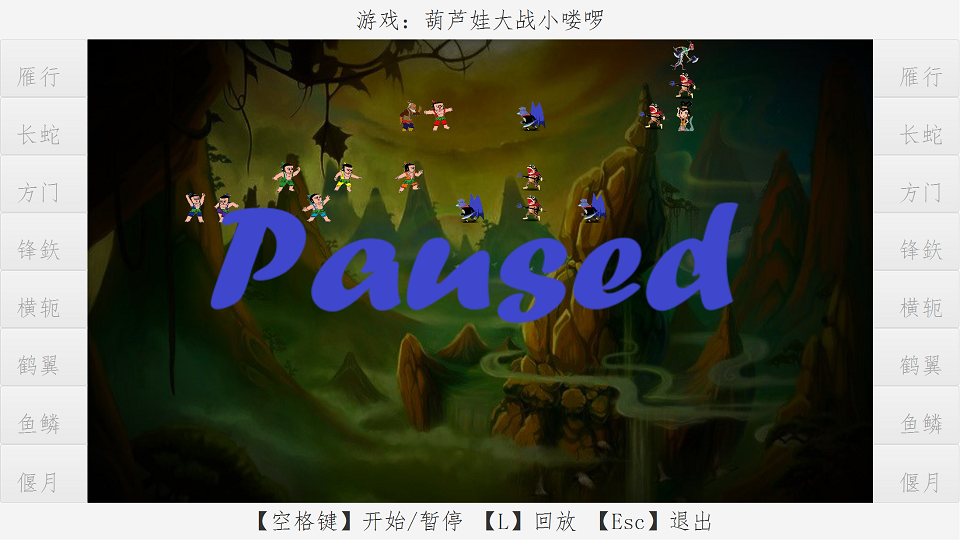 游戏：葫芦娃大战小喽啰
雁行
长蛇
方门
锋鈥
横轭
鹤翼
鱼鳞
偃月
Paused
雁行
长蛇
方门
锋鈥
横轭
鹤翼
鱼鳞
偃月
【空格键】开始/暂停 【L】回放 【Esc】退出